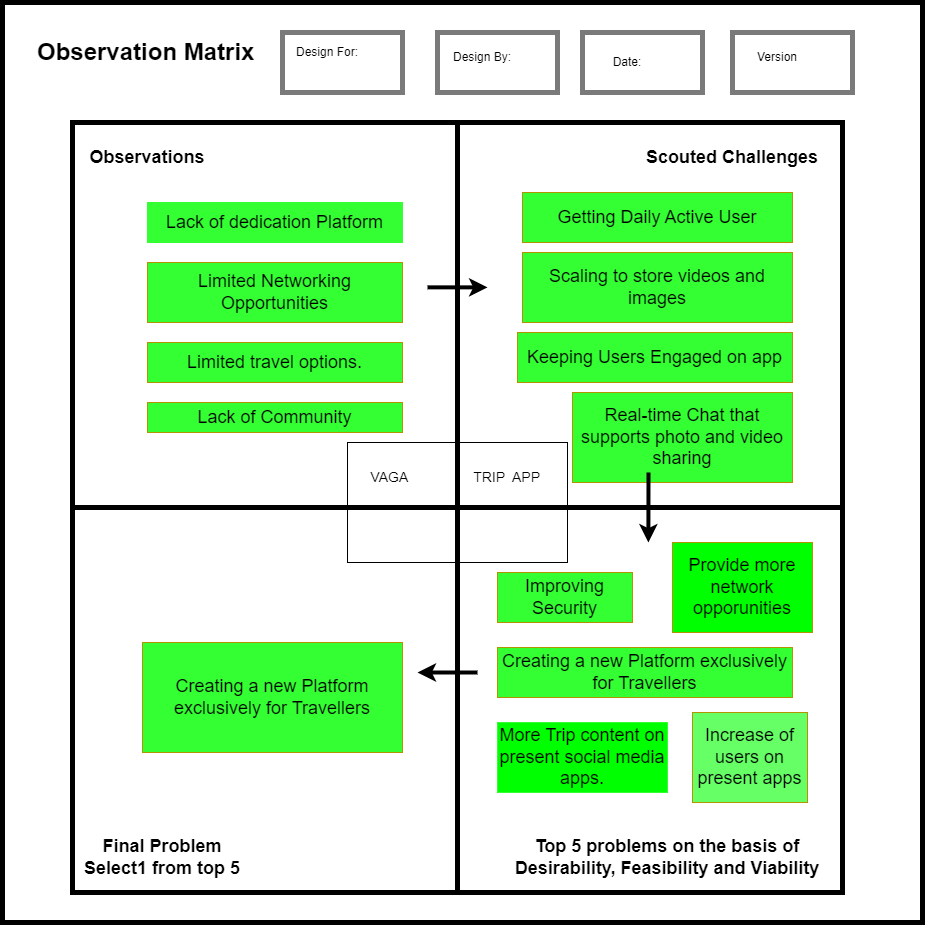 Observation Matrix
Design For:
Design By:
Date:
Version
Observations
Lack of dedication Platform
Limited Networking
Opportunities
Limited travel options.
Lack of Community
Scouted Challenges
Getting Daily Active User
Scaling to store videos and
images
Keeping Users Engaged on app
Real-time Chat that
supports photo and video
sharing
VAGA
TRIP APP
Improving
Security
Provide more
network
opporunities
Creating a new Platform exclusively
for Travellers
More Trip content on
present social media
apps.
Increase of
users on
present apps
Top 5 problems on the basis of
Desirability, Feasibility and Viability
Creating a new Platform
exclusively for Travellers
Final Problem
Select1 from top 5